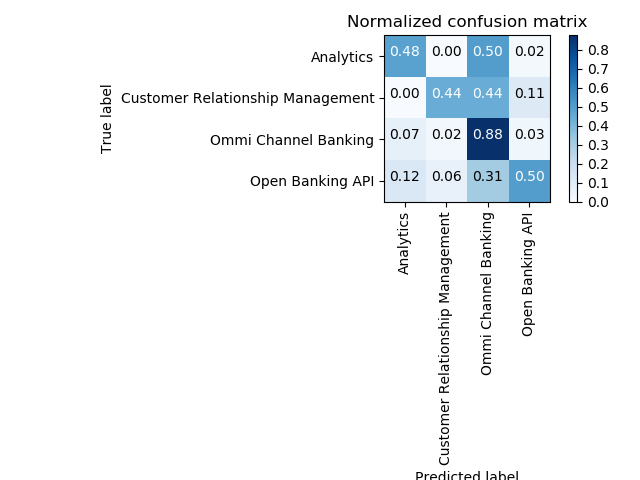 Normalized confusion matrix
True label
Analytics 0.48 0.00 0.50 0.02
Customer Relationship Management 0.00 0.44 0.44 0.11
Ommi Channel Banking 0.07 0.02 0.88 0.03
Open Banking API 0.12 0.06 0.31 0.50
Analytics
Customer Relationship Management
Ommi Channel Banking
Open Banking API
Predicted label
0.8
0.7
0.6
0.5
0.4
0.3
0.2
0.1
0.0